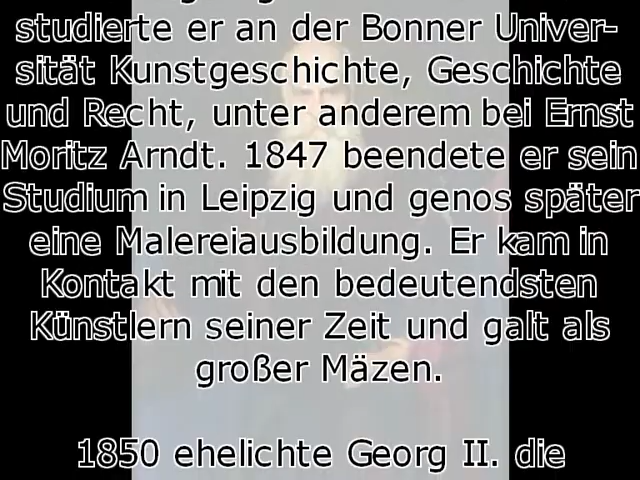 studierte er an der Bonner Univer-
sität Kunstgeschichte, Geschichte
und Recht, unter anderem bei Ernst
Moritz Arndt. 1847 beendete er sein
Studium in Leipzig und genos später
eine Malereiausbildung. Er kam in
Kontakt mit den bedeutendsten
Künstlern seiner Zeit und galt als
großer Mäzen.
1850 ehelichte Georg II. die